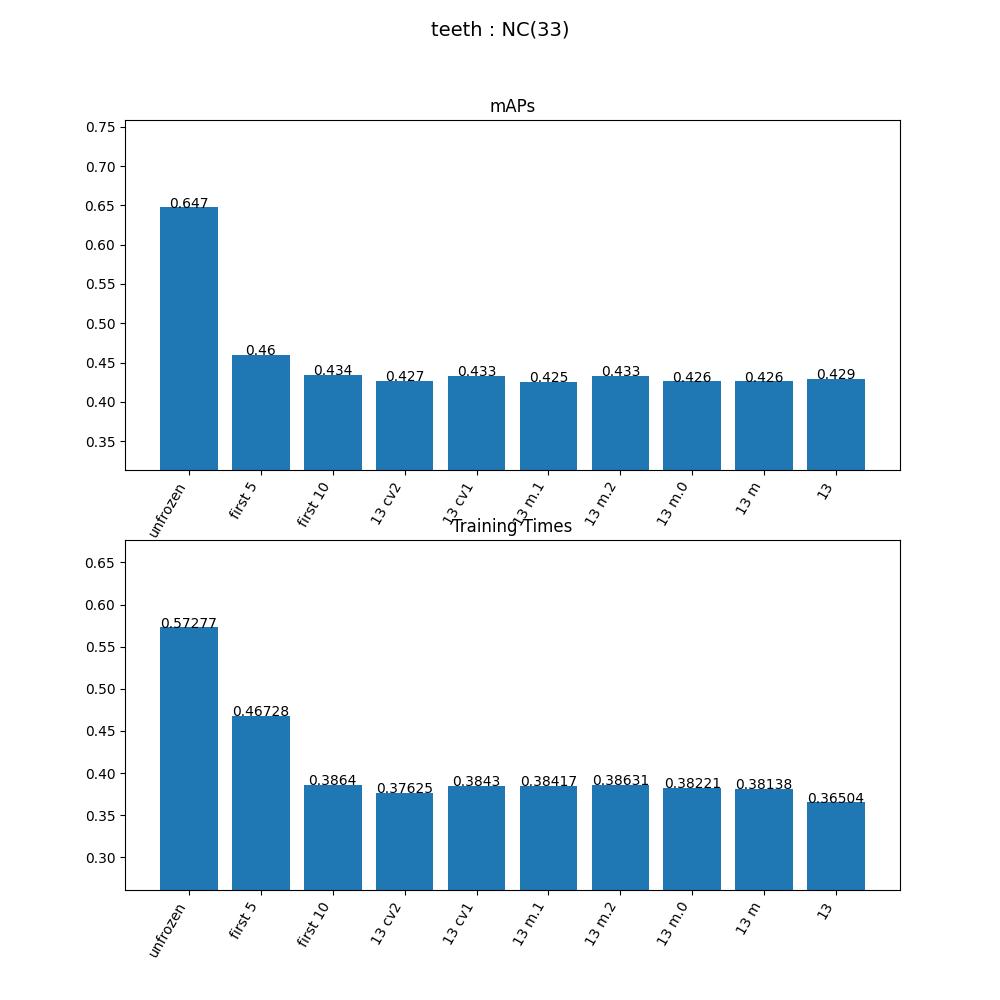 teeth : NC(33)
mAPs
0.75
0.70
0.65
0.60
0.55
0.50
0.45
0.40
0.35
0.647
0.46
0.434
0.427
0.433
0.425
0.433
0.426
0.426
0.429
unfrozen
first 5
first 10
13 cv2
13 cv1
13 m.1
13 m.2
13 m.0
13 m
13
Training Times
0.65
0.60
0.55
0.50
0.45
0.40
0.35
0.30
0.57277
0.46728
0.3864
0.37625
0.3843
0.38417
0.38631
0.38221
0.38138
0.36504
unfrozen
first 5
first 10
13 cv2
13 cv1
13 m.1
13 m.2
13 m.0
13 m
13